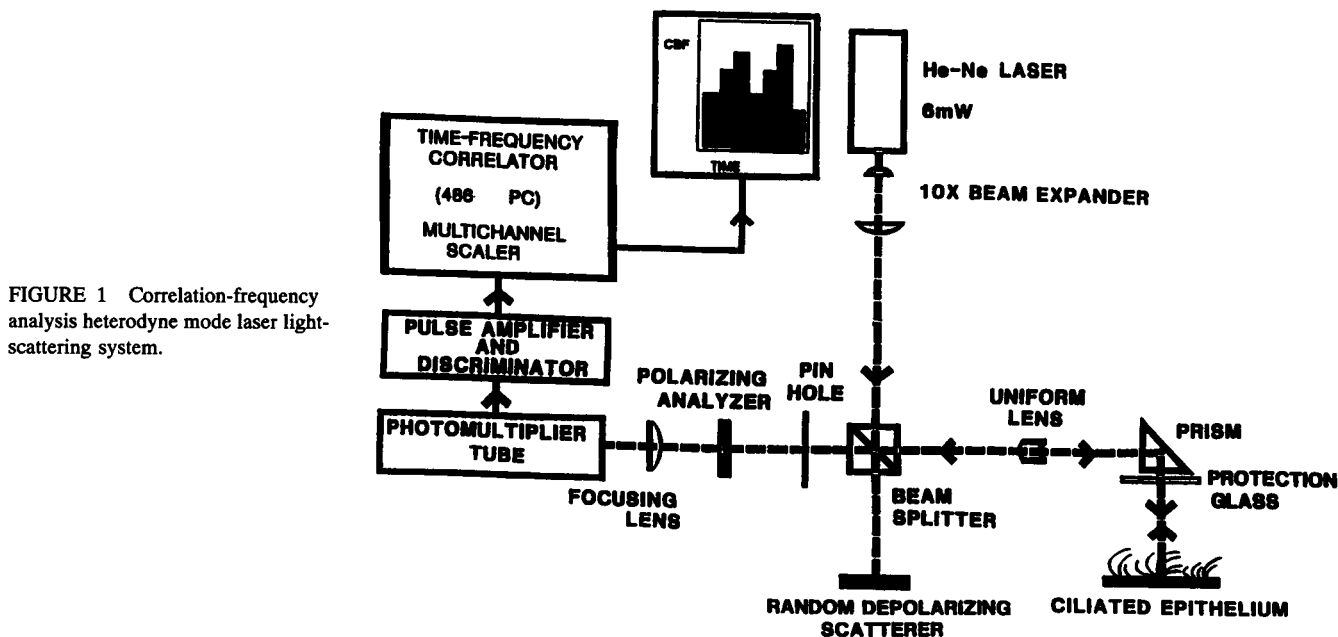 FIGURE 1 Correlation-frequency
analysis heterodyne mode laser light-
scattering system.
CBF
TIME
He-Ne LASER
6mW
10X BEAM EXPANDER
TIME-FREQUENCY
CORRELATOR
(486 PC)
MULTICHANNEL
SCALER
PULSE AMPLIFIER
AND
DISCRIMINATOR
PHOTOMULTIPLIER
TUBE
FOCUSING
LENS
POLARIZING
ANALYZER
PIN
HOLE
BEAM
SPLITTER
UNIFORM
LENS
PRISM
PROTECTION
GLASS
RANDOM DEPOLARIZING
SCATTERER
CILIATED EPITHELIUM